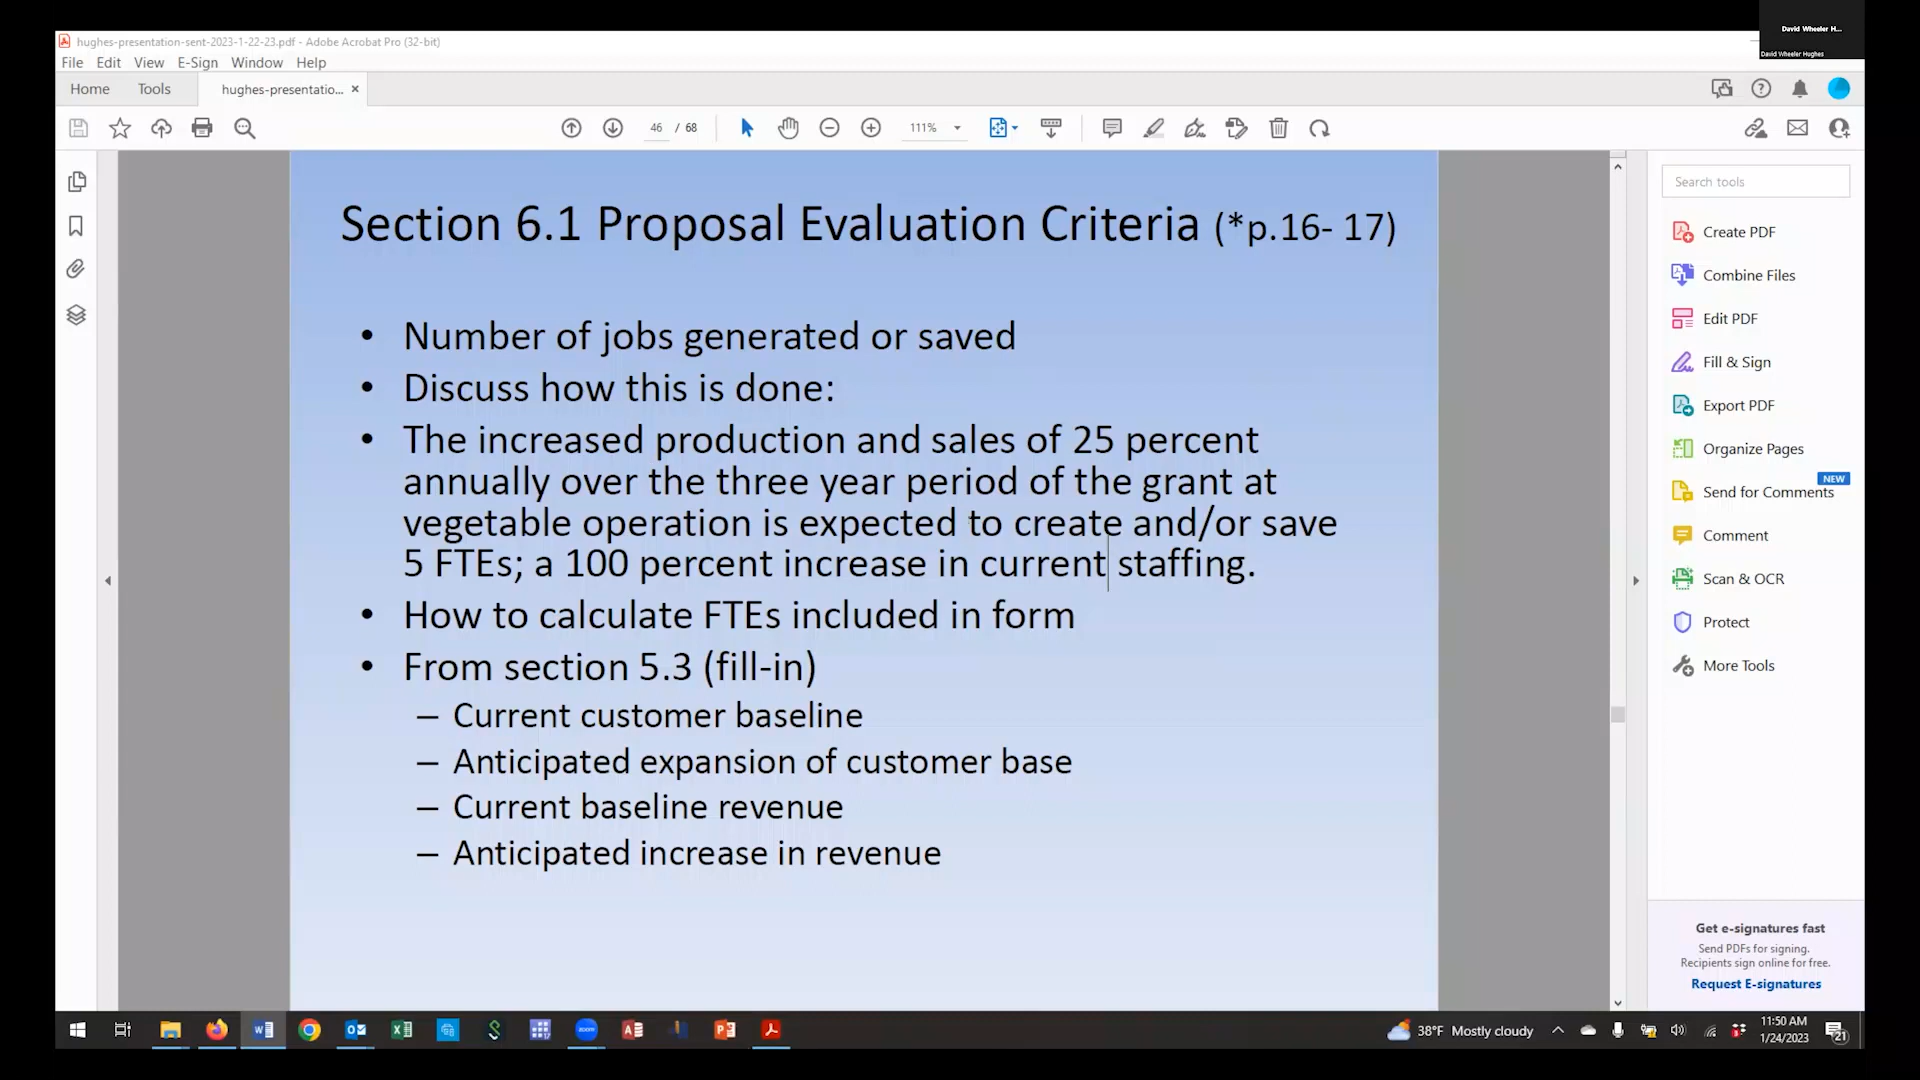 David Wheeler H...
David Wheeler Hughes
hughes-presentation-sent-2023-1-22-23.pdf - Adobe Acrobat Pro (32-bit)
File Edit View E-Sign Window Help
Home Tools hughes-presentatio... ×
46 / 68 111%
Section 6.1 Proposal Evaluation Criteria (*p.16- 17)
• Number of jobs generated or saved
• Discuss how this is done:
• The increased production and sales of 25 percent
annually over the three year period of the grant at
vegetable operation is expected to create and/or save
5 FTEs; a 100 percent increase in current staffing.
• How to calculate FTEs included in form
• From section 5.3 (fill-in)
– Current customer baseline
– Anticipated expansion of customer base
– Current baseline revenue
– Anticipated increase in revenue
Search tools
Create PDF
Combine Files
Edit PDF
Fill & Sign
Export PDF
Organize Pages
NEW
Send for Comments
Comment
Scan & OCR
Protect
More Tools
Get e-signatures fast
Send PDFs for signing.
Recipients sign online for free.
Request E-signatures
38°F Mostly cloudy
11:50 AM
1/24/2023
21